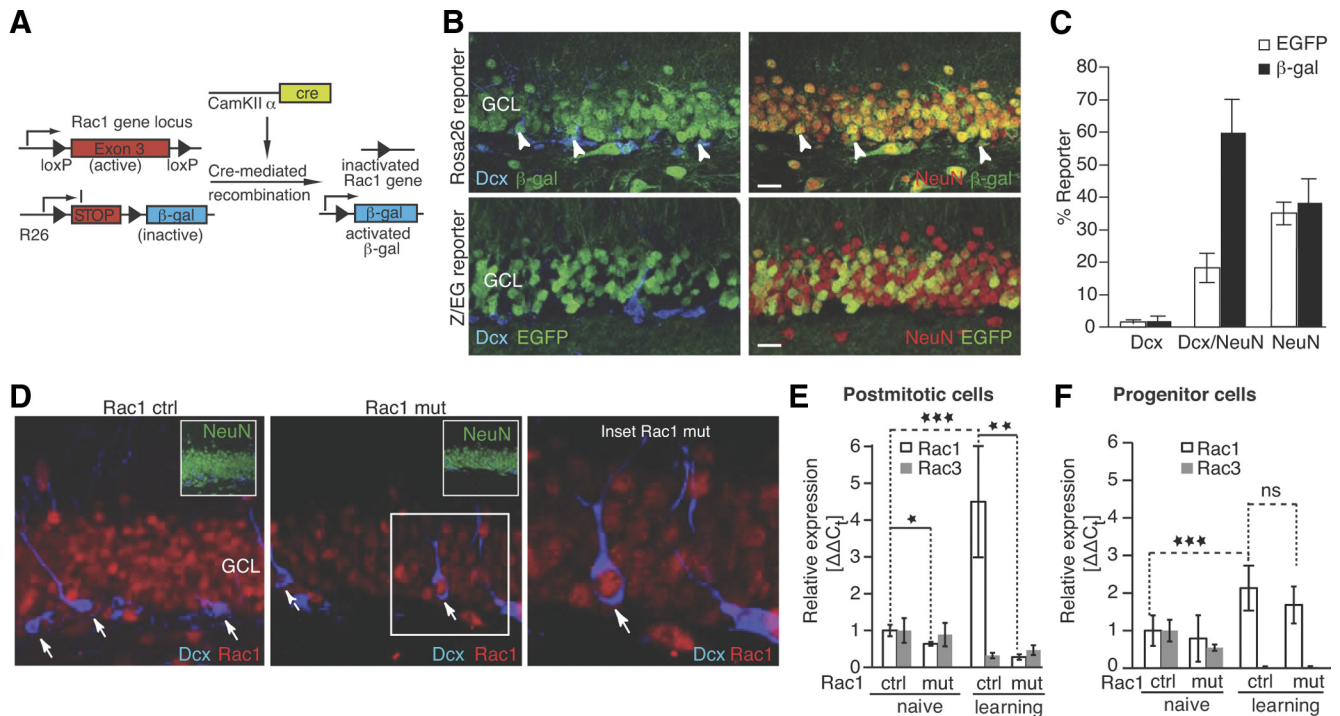 A
CamKII α
cre
Rac1 gene locus
Exon 3
loxP
(active)
loxP
Cre-mediated
recombination
inactivated
Rac1 gene
STOP
β-gal
R26
(inactive)
β-gal
activated
β-gal
B
Rosa26 reporter
GCL
Dcx β-gal
NeuN β-gal
Z/EG reporter
GCL
Dcx EGFP
NeuN EGFP
C
EGFP
β-gal
% Reporter
80
70
60
50
40
30
20
10
0
Dcx
Dcx/NeuN
NeuN
D
Rac1 ctrl
NeuN
GCL
Dcx Rac1
Rac1 mut
NeuN
Dcx Rac1
Inset Rac1 mut
Dcx Rac1
E
Postmitotic cells
★★★
★★
★
Rac1
Rac3
Relative expression
[ΔΔCt]
6
5
4
3
2
1
0
Rac1 ctrl mut ctrl mut
naive learning
F
Progenitor cells
Rac1
Rac3
ns
★★★
Relative expression
[ΔΔCt]
6
5
4
3
2
1
0
Rac1 ctrl mut ctrl mut
naive learning